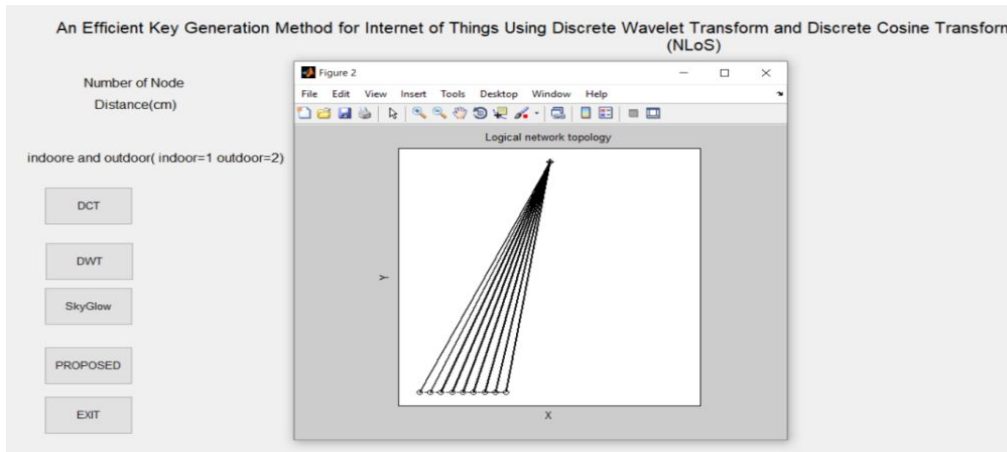 An Efficient Key Generation Method for Internet of Things Using Discrete Wavelet Transform and Discrete Cosine Transform
(NLoS)
Number of Node
Distance(cm)
indoore and outdoor( indoor=1 outdoor=2)
DCT
DWT
SkyGlow
PROPOSED
EXIT
Figure 2
File Edit View Insert Tools Desktop Window Help
Logical network topology
Y
X